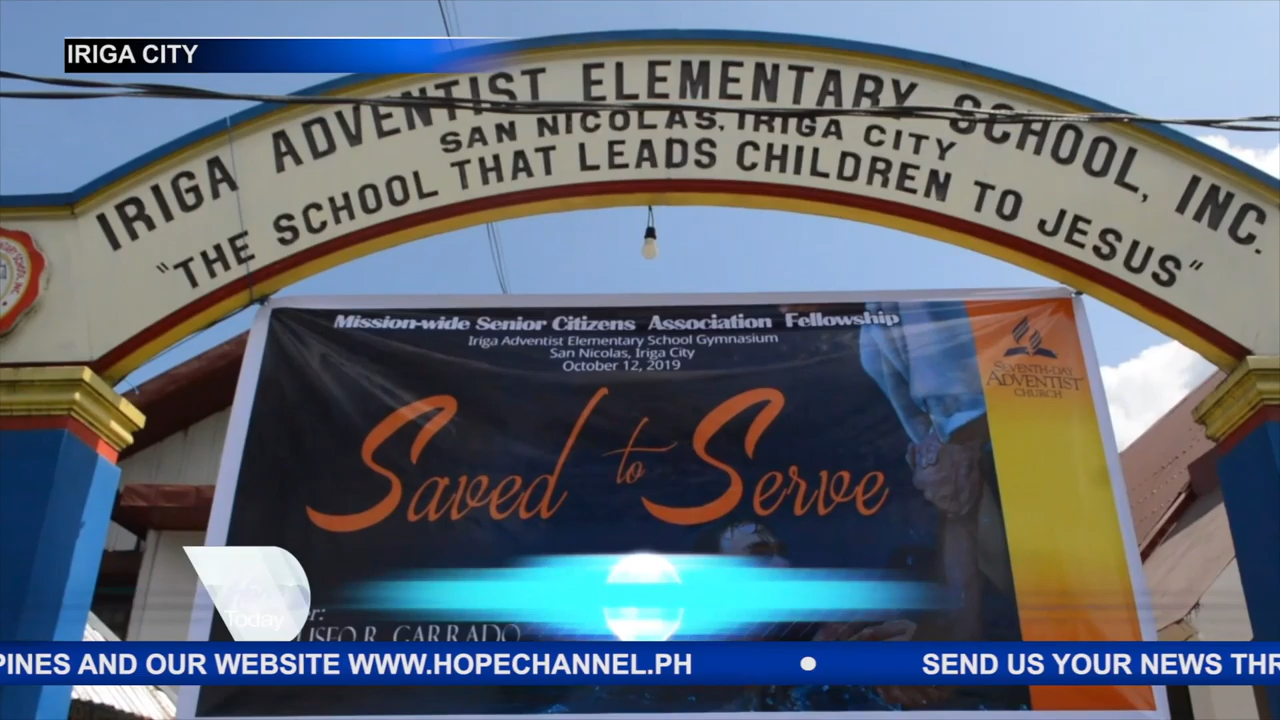 IRIGA CITY
IRIGA ADVENTIST ELEMENTARY SCHOOL, INC.
SAN NICOLAS, IRIGA CITY
"THE SCHOOL THAT LEADS CHILDREN TO JESUS"
Mission-wide Senior Citizens Association Fellowship
Iriga Adventist Elementary School Gymnasium
San Nicolas, Iriga City
October 12, 2019
SEVENTH-DAY
ADVENTIST
CHURCH
Saved to Serve
Today
R. GARRADO
PINES AND OUR WEBSITE WWW.HOPECHANNEL.PH • SEND US YOUR NEWS THR